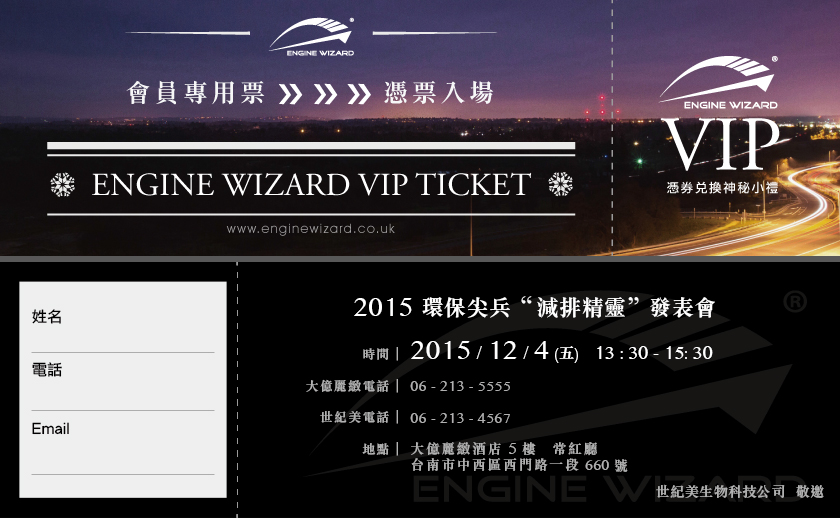 ENGINE WIZARD®
會員專用票 憑票入場
ENGINE WIZARD VIP TICKET
www.enginewizard.co.uk
®
ENGINE WIZARD
VIP
憑券兌換神秘小禮
姓名
電話
Email
2015 環保尖兵“減排精靈”發表會
時間｜ 2015 / 12 / 4 (五) 13 : 30 - 15: 30
大億麗緻電話｜ 06 - 213 - 5555
世紀美電話｜ 06 - 213 - 4567
地點｜ 大億麗緻酒店 5 樓 常紅廳
台南市中西區西門路一段 660 號
世紀美生物科技公司 敬邀
®
ENGINE WIZARD